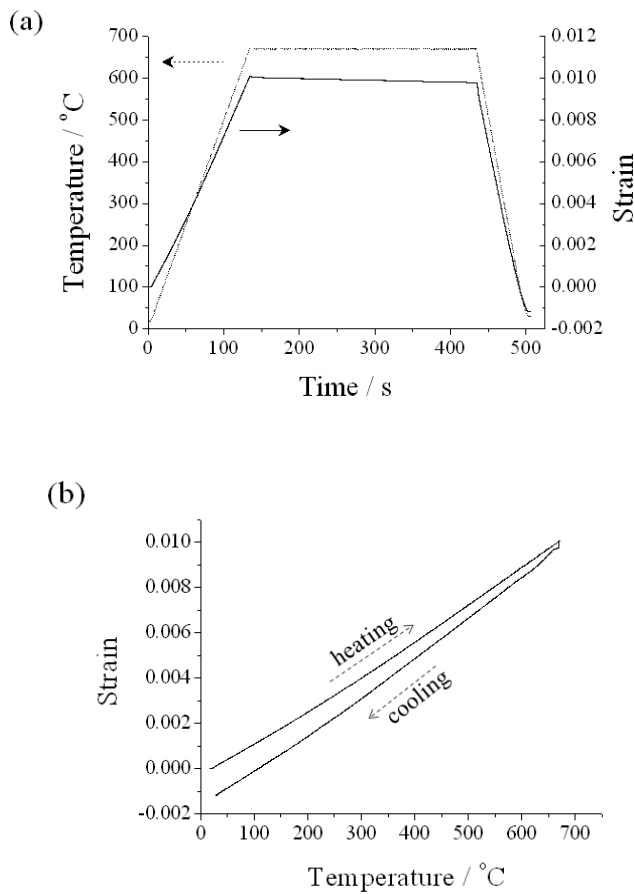 (a)
700
600
500
400
300
200
100
0
Temperature / °C
0.012
0.010
0.008
0.006
0.004
0.002
0.000
-0.002
Strain
0 100 200 300 400 500
Time / s
(b)
0.010
0.008
0.006
0.004
0.002
0.000
-0.002
Strain
heating
cooling
0 100 200 300 400 500 600 700
Temperature / °C